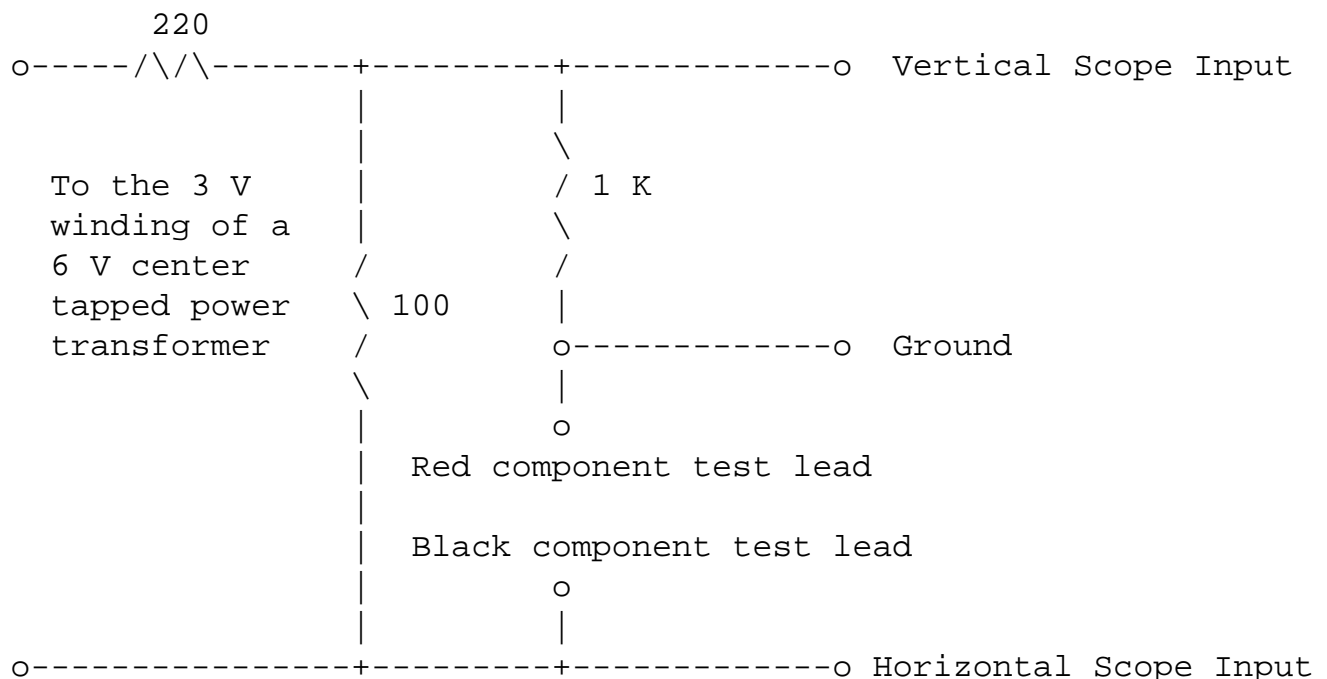 220
o-----/\/\-------+---------+-------------o Vertical Scope Input
| |
| \
To the 3 V | / 1 K
winding of a | \
6 V center / /
tapped power \ 100 |
transformer / o-------------o Ground
\ |
| o
| Red component test lead
|
| Black component test lead
| o
| |
o----------------+---------+-------------o Horizontal Scope Input